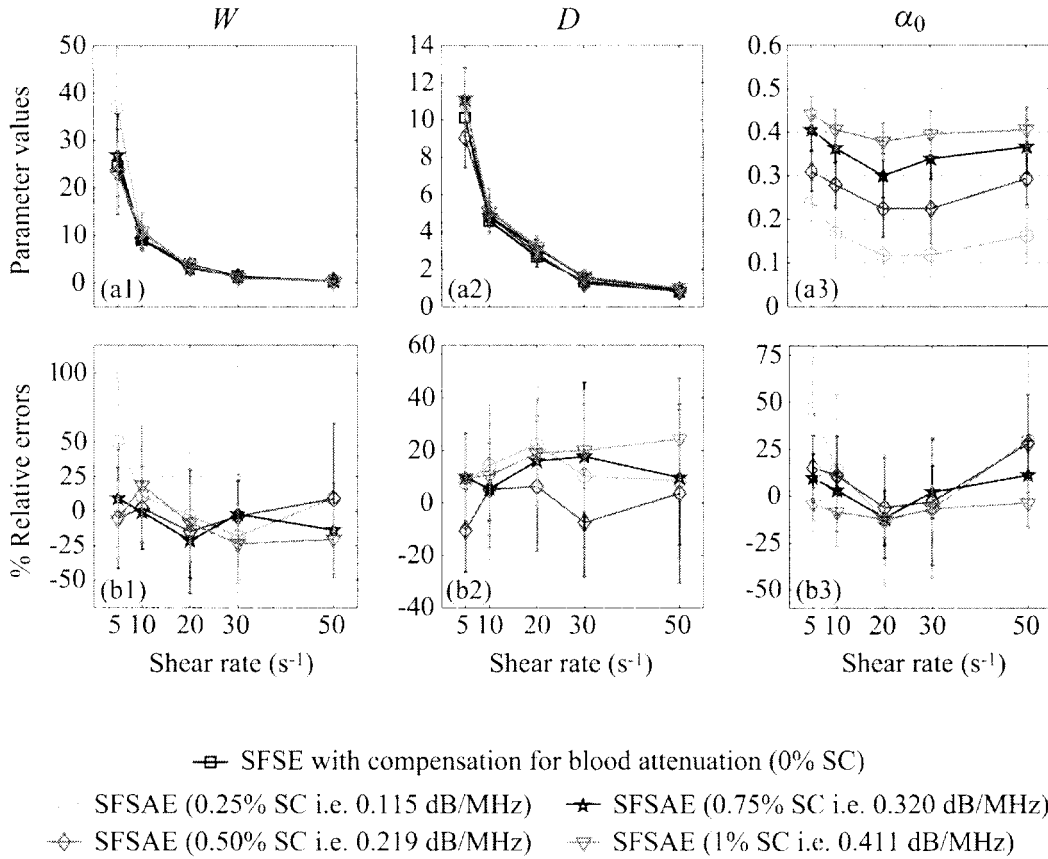 W
D
α0
Parameter values
50
40
30
20
10
0
(a1)
14
12
10
8
6
4
2
0
(a2)
0.6
0.5
0.4
0.3
0.2
0.1
0
(a3)
% Relative errors
100
50
25
0
-25
-50
(b1)
60
40
20
0
-20
-40
(b2)
75
50
25
0
-25
-50
(b3)
5 10 20 30 50
5 10 20 30 50
5 10 20 30 50
Shear rate (s-1)
Shear rate (s-1)
Shear rate (s-1)
SFSE with compensation for blood attenuation (0% SC)
SFSAE (0.25% SC i.e. 0.115 dB/MHz)
SFSAE (0.75% SC i.e. 0.320 dB/MHz)
SFSAE (0.50% SC i.e. 0.219 dB/MHz)
SFSAE (1% SC i.e. 0.411 dB/MHz)